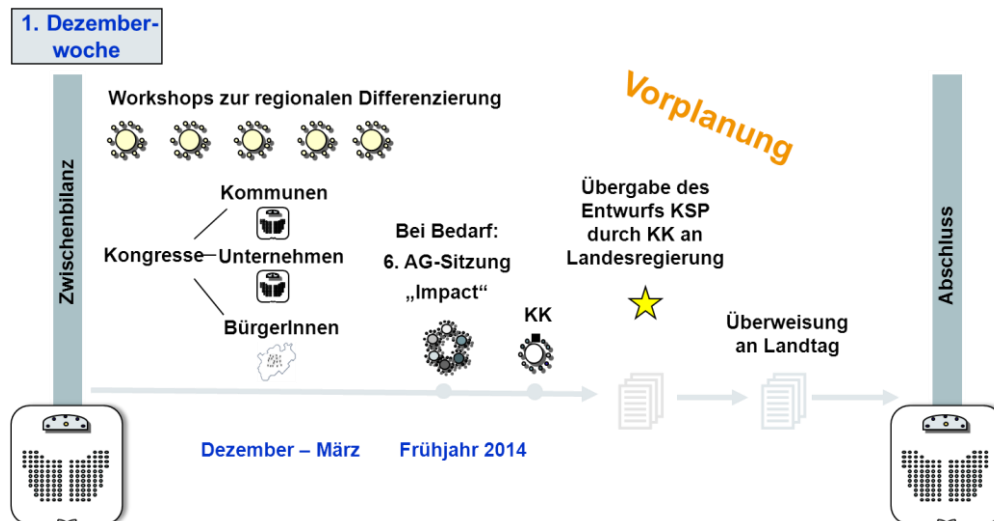 1. Dezember-
woche
Zwischenbilanz
Workshops zur regionalen Differenzierung
Kommunen
Kongresse
Unternehmen
BürgerInnen
Bei Bedarf:
6. AG-Sitzung
„Impact“
KK
Vorplanung
Übergabe des
Entwurfs KSP
durch KK an
Landesregierung
Überweisung
an Landtag
Abschluss
Dezember – März
Frühjahr 2014